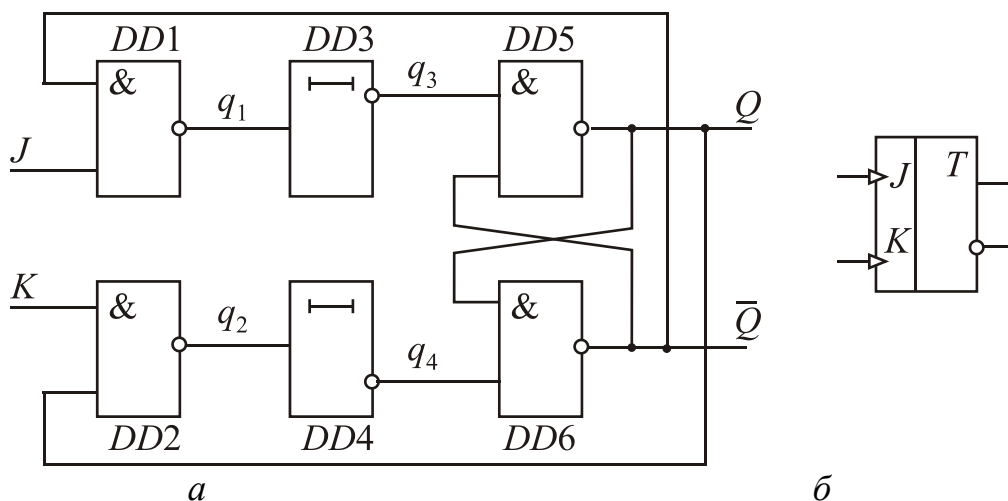 DD1
DD3
DD5
&
q₁
q₃
&
Q
J
J
T
K
K
&
q₂
q₄
&
Q̄
DD2
DD4
DD6
а
б